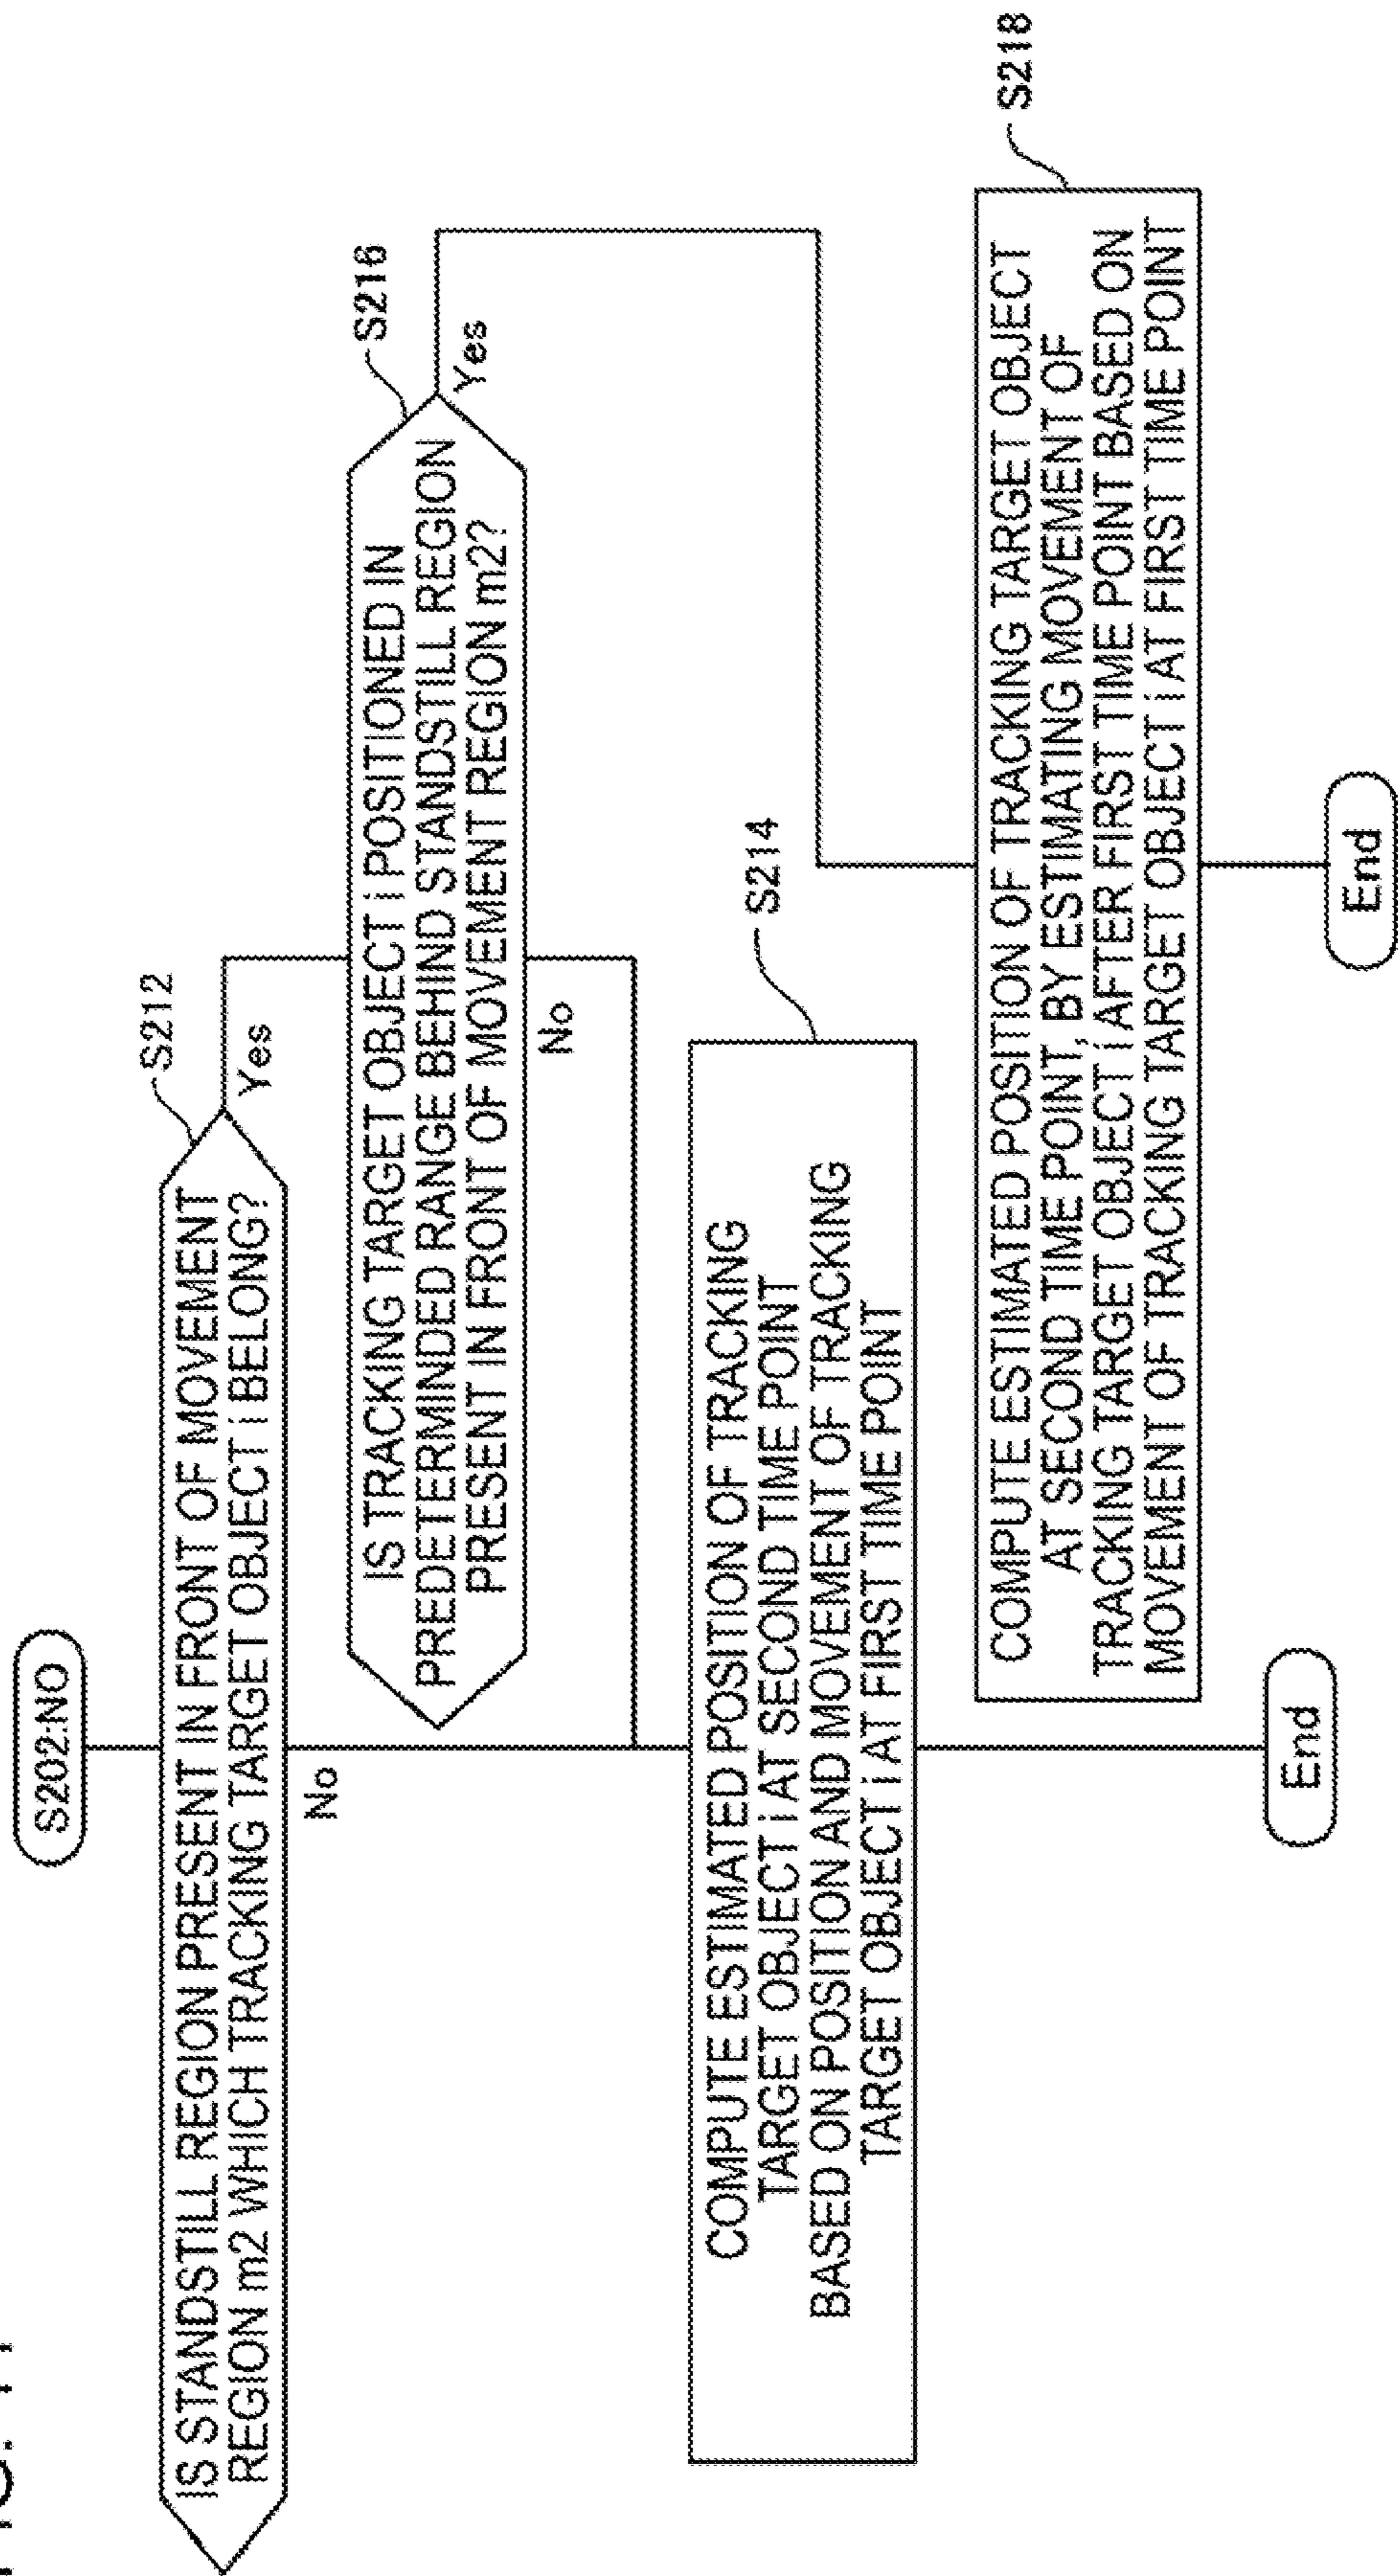 S202:NO
IS STANDSTILL REGION PRESENT IN FRONT OF MOVEMENT
REGION m2 WHICH TRACKING TARGET OBJECT i BELONG?
S212
Yes
No
IS TRACKING TARGET OBJECT i POSITIONED IN
PREDETERMINDED RANGE BEHIND STANDSTILL REGION
PRESENT IN FRONT OF MOVEMENT REGION m2?
S216
Yes
No
COMPUTE ESTIMATED POSITION OF TRACKING
TARGET OBJECT i AT SECOND TIME POINT
BASED ON POSITION AND MOVEMENT OF TRACKING
TARGET OBJECT i AT FIRST TIME POINT
S214
COMPUTE ESTIMATED POSITION OF TRACKING TARGET OBJECT
AT SECOND TIME POINT, BY ESTIMATING MOVEMENT OF
TRACKING TARGET OBJECT i AFTER FIRST TIME POINT BASED ON
MOVEMENT OF TRACKING TARGET OBJECT i AT FIRST TIME POINT
S218
End
End